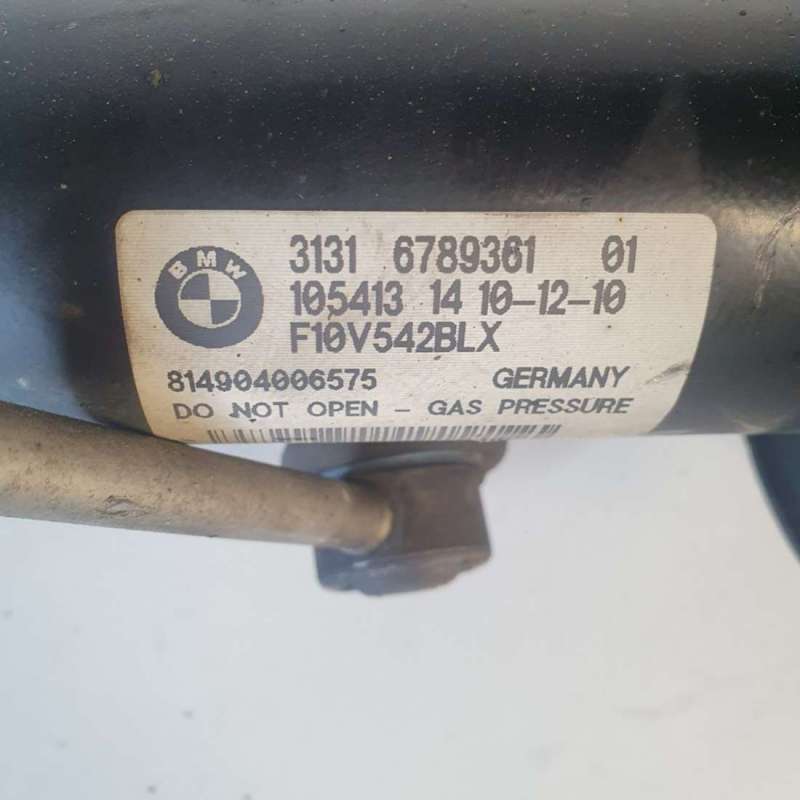 BMW
3131 6789361 01
105413 14 10-12-10
F10V542BLX
814904006575 GERMANY
DO NOT OPEN - GAS PRESSURE